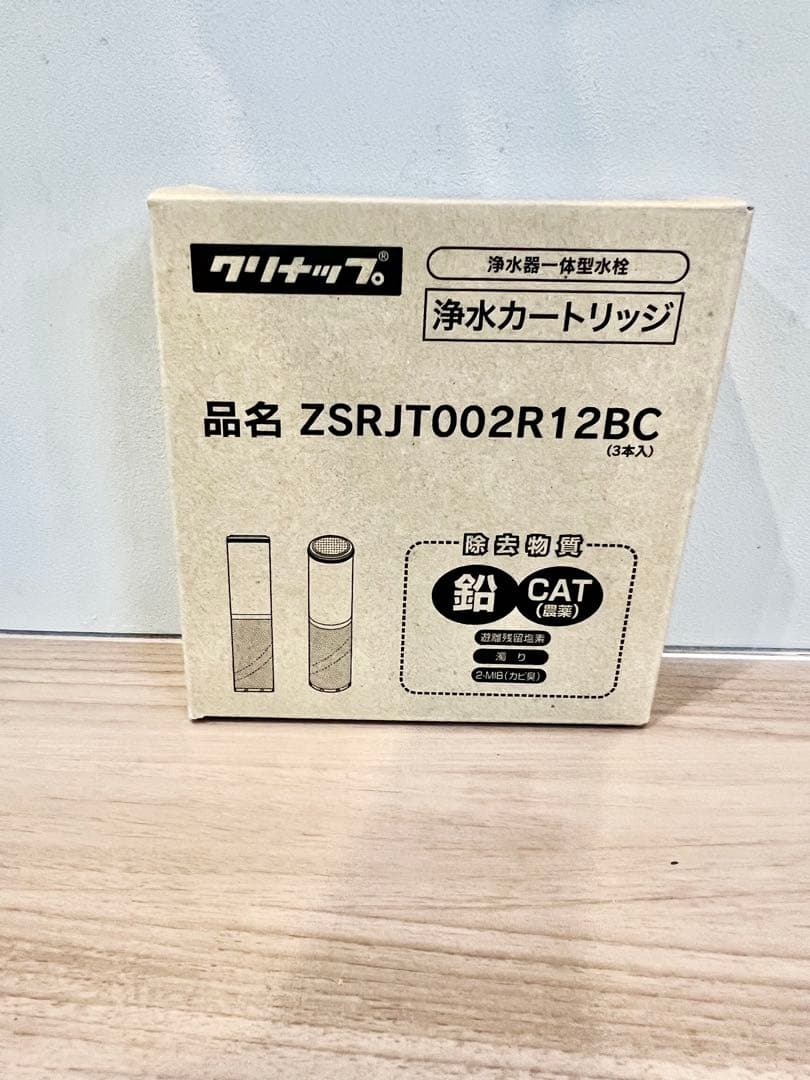 クリナップ®
浄水器一体型水栓
浄水カートリッジ
品名 ZSRJT002R12BC
(3本入)
除去物質
鉛
CAT
(農薬)
遊離残留塩素
濁り
2-MIB(カビ臭)